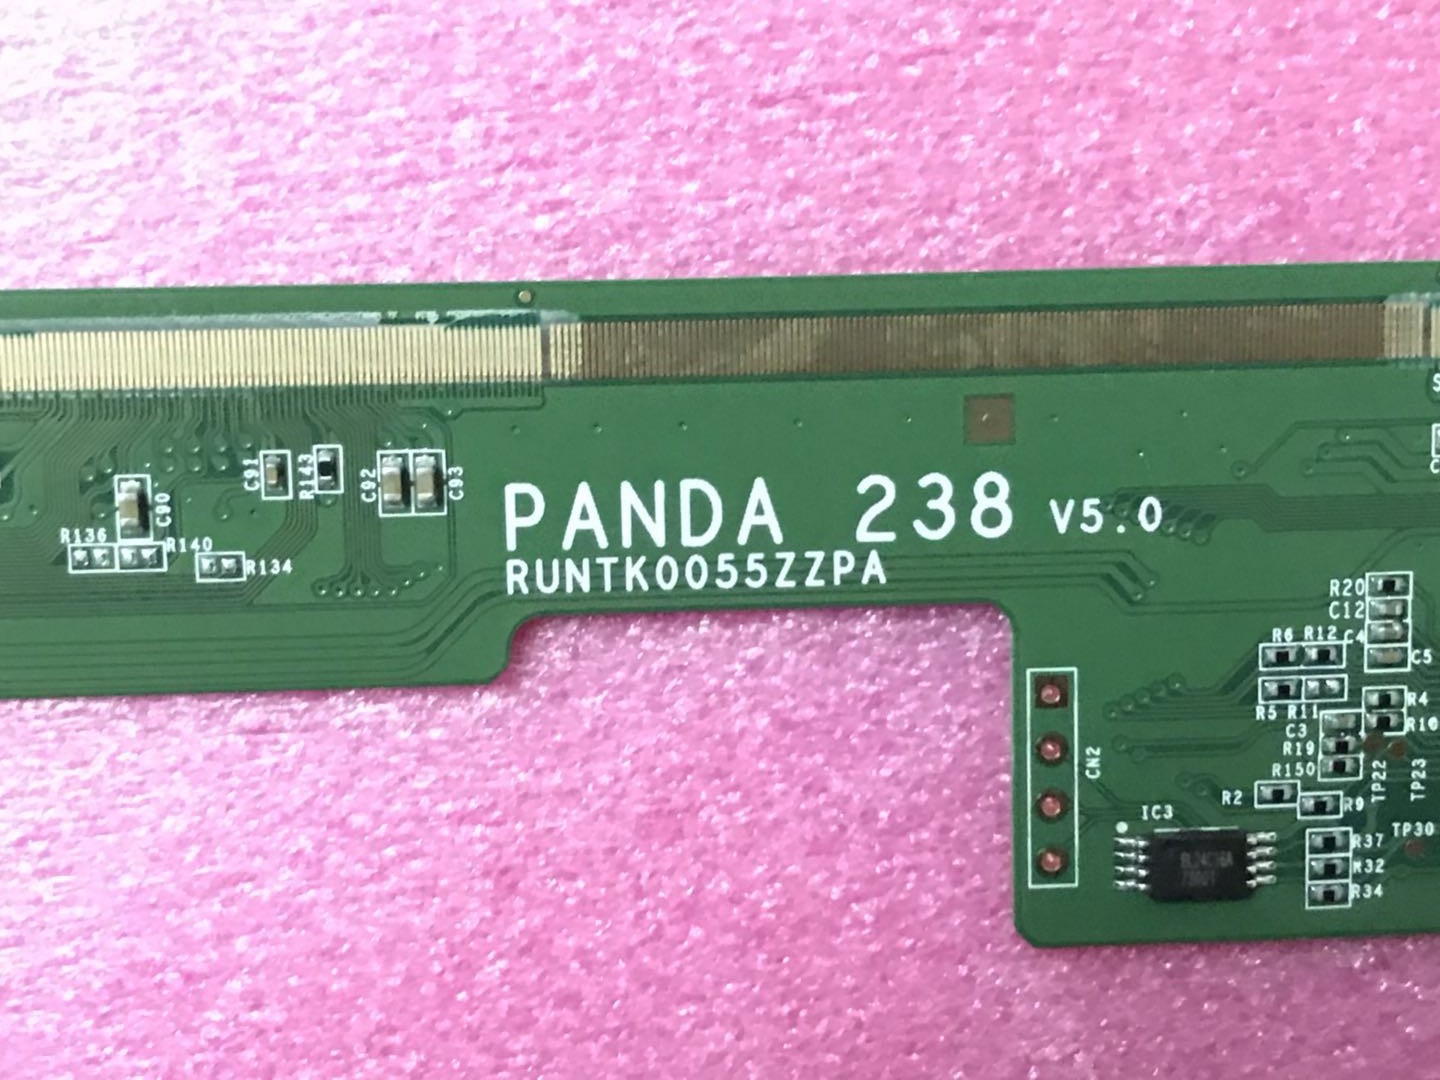 PANDA 238 V5.0
RUNTK0055ZZPA
C91
R143
C92
C93
C90
R136
R140
R134
R20
C12
C4
R6 R12
C5
R5 R11
R4
C3
R10
R19
R150
TP22
TP23
CN2
R2
R9
IC3
TP30
R37
R32
R34